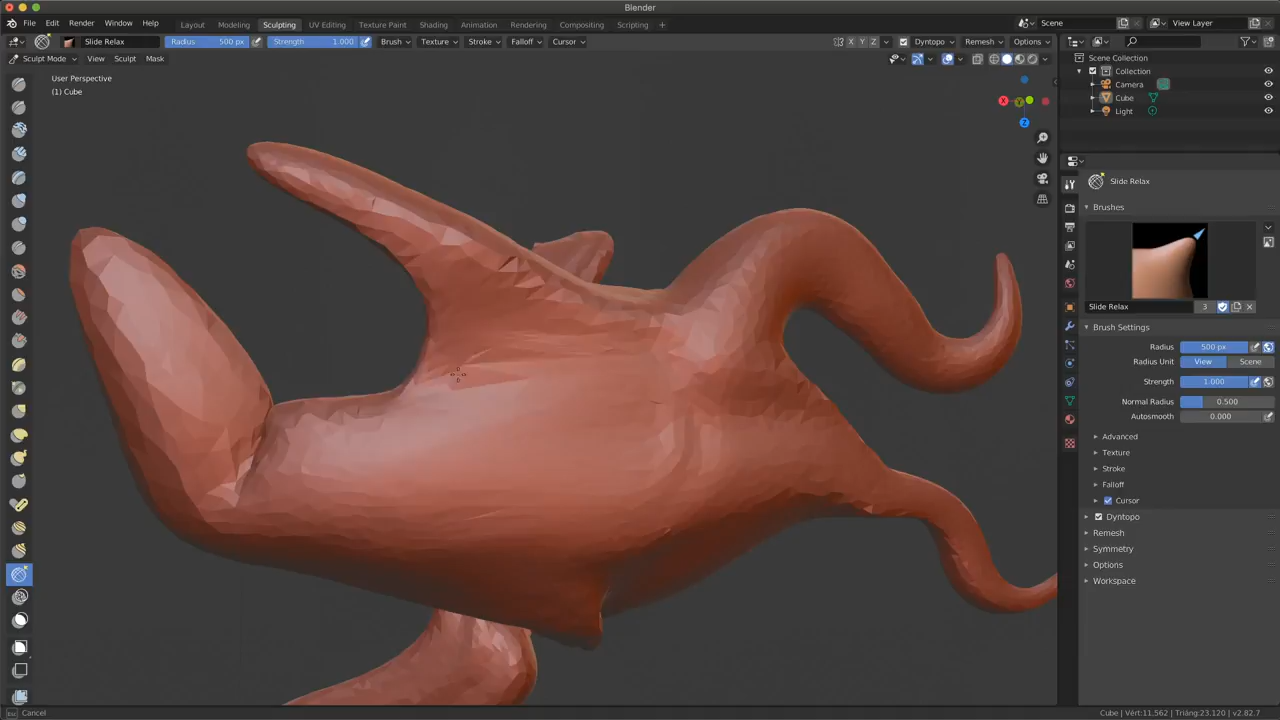 Blender
File Edit Render Window Help
Layout Modeling Sculpting UV Editing Texture Paint Shading Animation Rendering Compositing Scripting +
Scene
View Layer
Slide Relax
Radius 500 px
Strength 1.000
Brush Texture Stroke Falloff Cursor
X Y Z
Dyntopo Remesh Options
Sculpt Mode View Sculpt Mask
User Perspective
(1) Cube
X
Y
Z
Scene Collection
Collection
Camera
Cube
Light
Slide Relax
Brushes
Slide Relax 3
Brush Settings
Radius 500 px
Radius Unit View Scene
Strength 1.000
Normal Radius 0.500
Autosmooth 0.000
Advanced
Texture
Stroke
Falloff
Cursor
Dyntopo
Remesh
Symmetry
Options
Workspace
Cancel
Cube | Vért:11.562 | Triáng:23.120 | v2.82.7